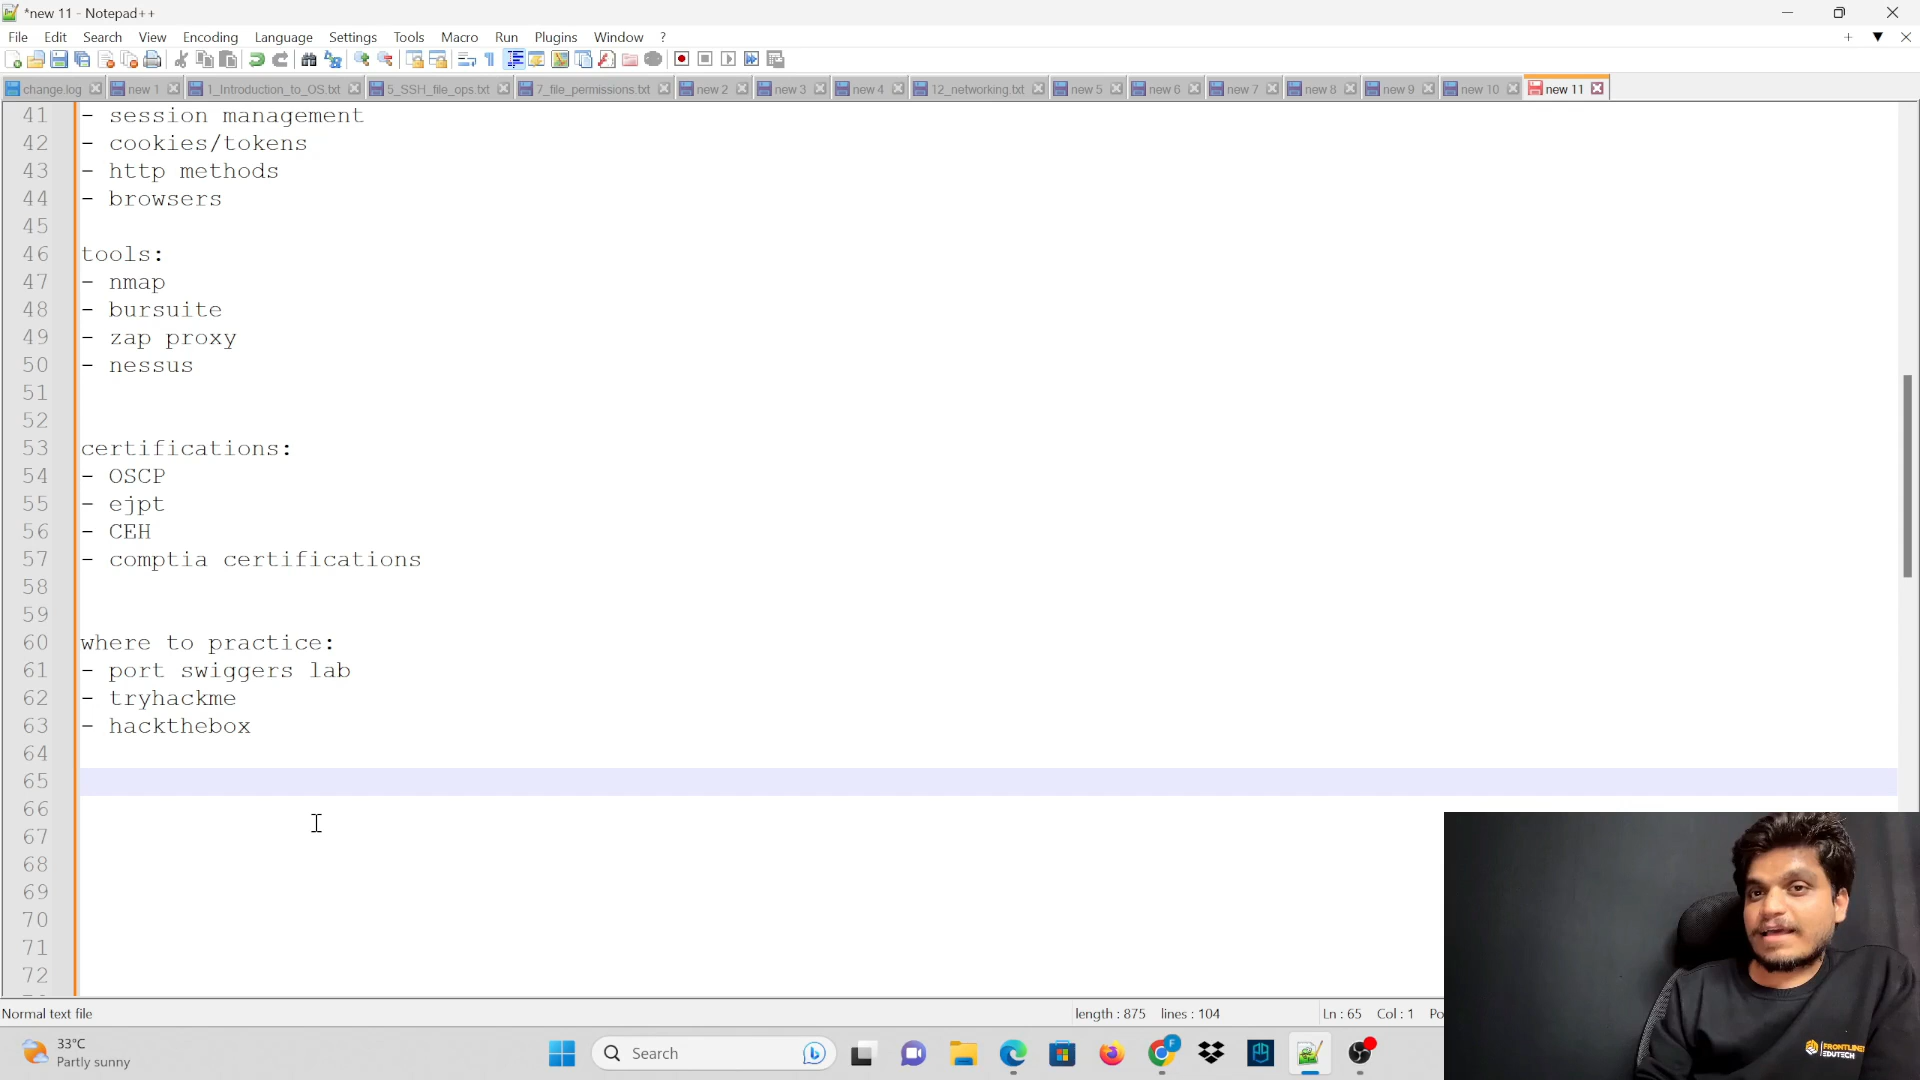 *new 11 - Notepad++
File Edit Search View Encoding Language Settings Tools Macro Run Plugins Window ?
change.log new 1 1_Introduction_to_OS.txt 5_SSH_file_ops.txt 7_file_permissions.txt new 2 new 3 new 4 12_networking.txt new 5 new 6 new 7 new 8 new 9 new 10 new 11
41 - session management
42 - cookies/tokens
43 - http methods
44 - browsers
45
46 tools:
47 - nmap
48 - bursuite
49 - zap proxy
50 - nessus
51
52
53 certifications:
54 - OSCP
55 - ejpt
56 - CEH
57 - comptia certifications
58
59
60 where to practice:
61 - port swiggers lab
62 - tryhackme
63 - hackthebox
64
65
66
67
68
69
70
71
72
Normal text file length : 875 lines : 104 Ln : 65 Col : 1 Po
FRONTLINES
EDUTECH
33°C
Partly sunny
Search